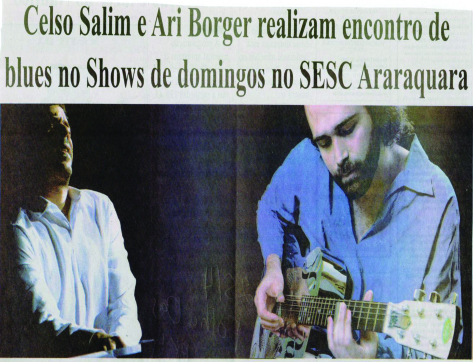 Celso Salim e Ari Borger realizam encontro de
blues no Shows de domingos no SESC Araraquara